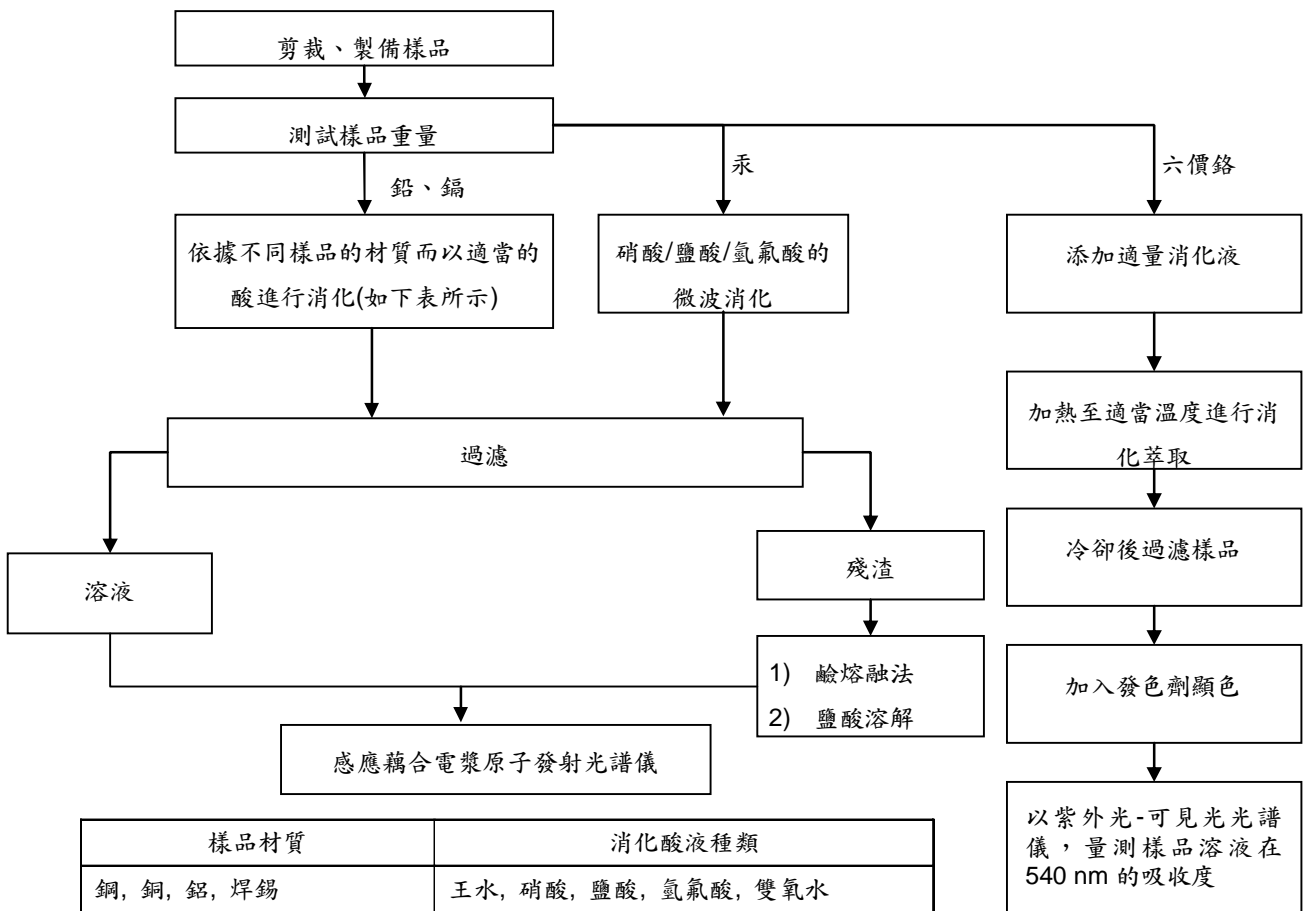 剪裁、製備樣品
測試樣品重量
鉛、鎘
汞
六價鉻
依據不同樣品的材質而以適當的
酸進行消化(如下表所示)
硝酸/鹽酸/氫氟酸的
微波消化
添加適量消化液
加熱至適當溫度進行消
化萃取
過濾
溶液
殘渣
冷卻後過濾樣品
1) 鹼熔融法
2) 鹽酸溶解
加入發色劑顯色
感應藕合電漿原子發射光譜儀
以紫外光-可見光光譜
儀，量測樣品溶液在
540 nm 的吸收度
樣品材質 消化酸液種類
鋼, 銅, 鋁, 焊錫 王水, 硝酸, 鹽酸, 氫氟酸, 雙氧水